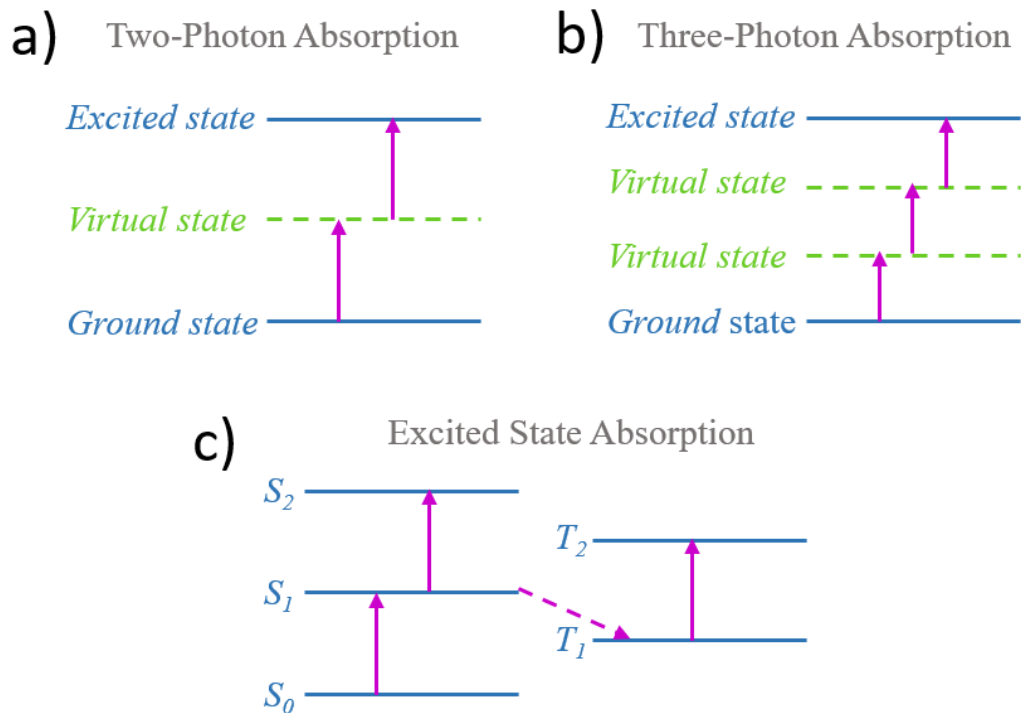 a) Two-Photon Absorption
Excited state
Virtual state
Ground state
b) Three-Photon Absorption
Excited state
Virtual state
Virtual state
Ground state
c) Excited State Absorption
S2
S1
S0
T2
T1